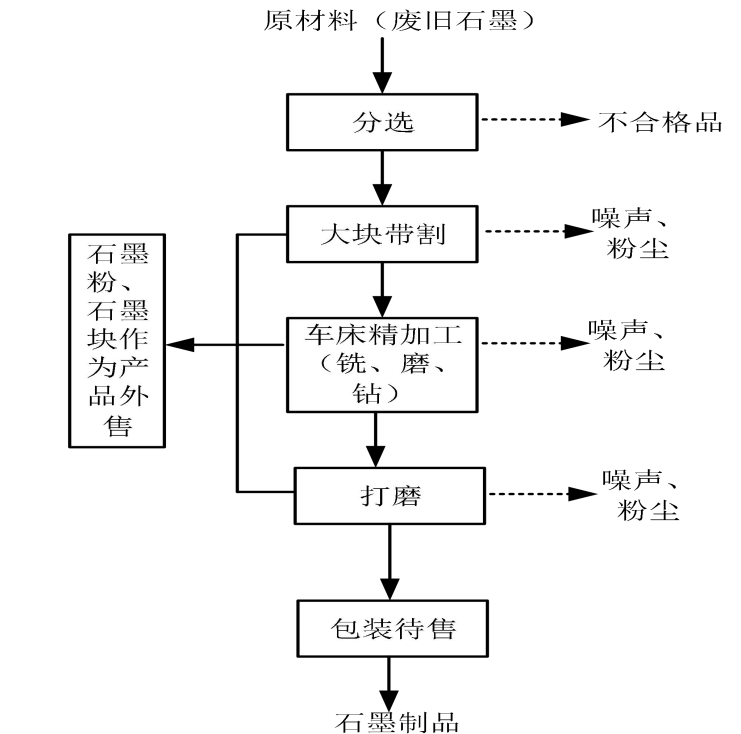 原材料（废旧石墨）
分选
不合格品
大块带割
噪声、
粉尘
石墨
粉、
石墨
块作
为产
品外
售
车床精加工
（铣、磨、
钻）
噪声、
粉尘
打磨
噪声、
粉尘
包装待售
石墨制品